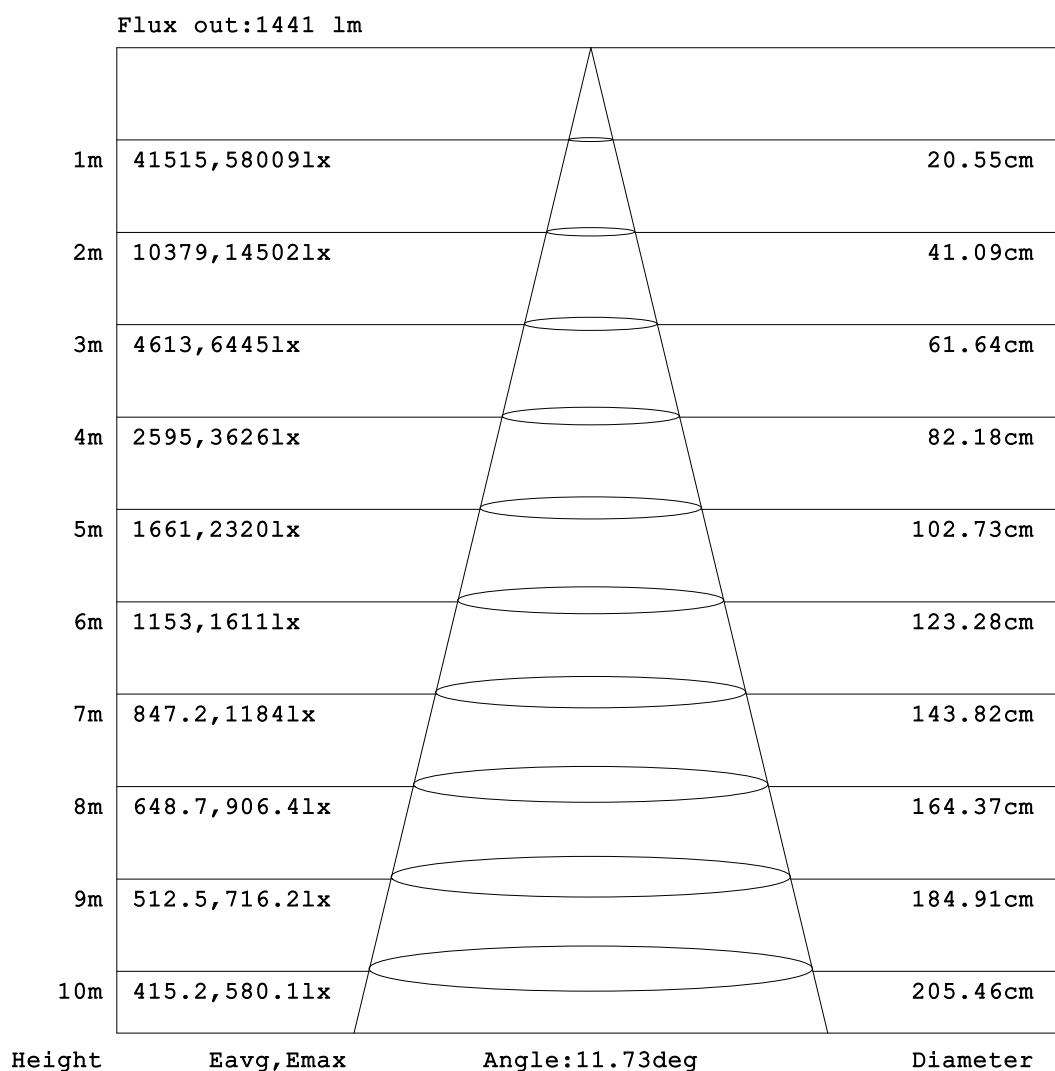 Flux out:1441 lm
1m 41515,58009lx 20.55cm
2m 10379,14502lx 41.09cm
3m 4613,6445lx 61.64cm
4m 2595,3626lx 82.18cm
5m 1661,2320lx 102.73cm
6m 1153,1611lx 123.28cm
7m 847.2,1184lx 143.82cm
8m 648.7,906.4lx 164.37cm
9m 512.5,716.2lx 184.91cm
10m 415.2,580.1lx 205.46cm
Height Eavg,Emax Angle:11.73deg Diameter